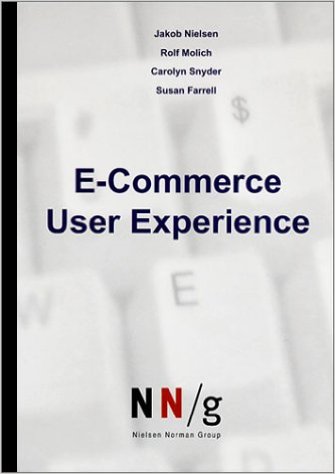 Jakob Nielsen
Rolf Molich
Carolyn Snyder
Susan Farrell
$
E-Commerce
User Experience
W
E
NN/g
Nielsen Norman Group